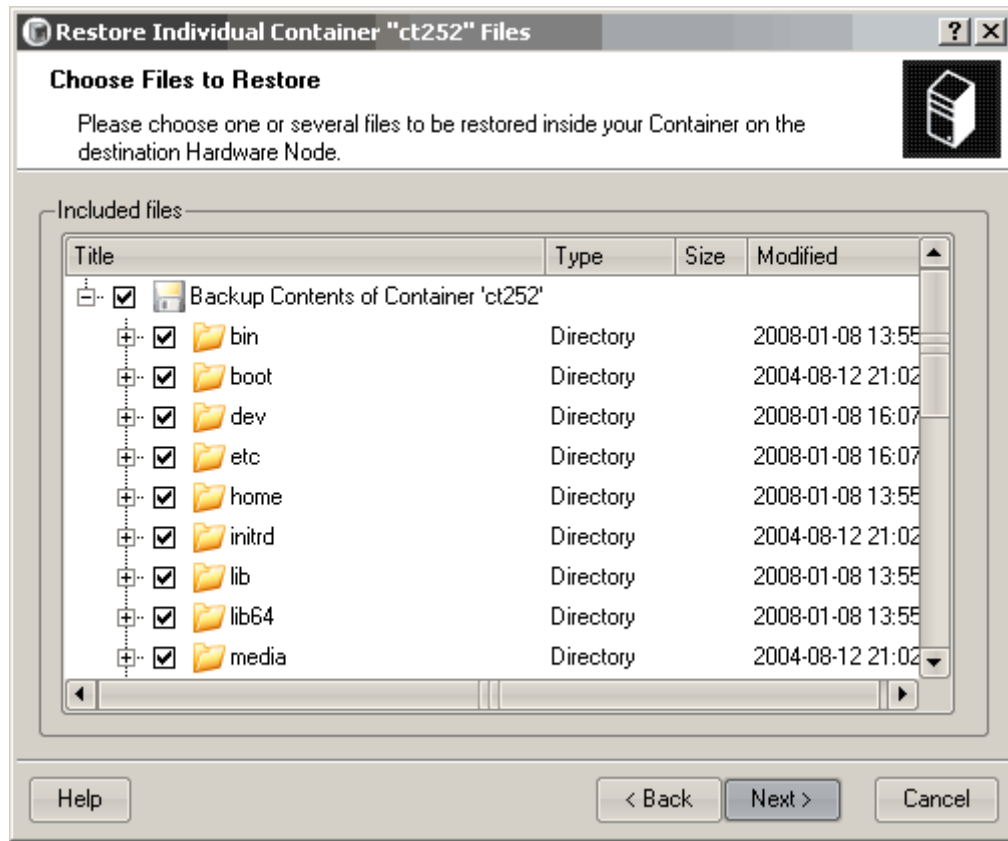 Restore Individual Container "ct252" Files
Choose Files to Restore
Please choose one or several files to be restored inside your Container on the
destination Hardware Node.
Included files
Title Type Size Modified
Backup Contents of Container 'ct252'
bin Directory 2008-01-08 13:55
boot Directory 2004-08-12 21:02
dev Directory 2008-01-08 16:07
etc Directory 2008-01-08 16:07
home Directory 2008-01-08 13:55
initrd Directory 2004-08-12 21:02
lib Directory 2008-01-08 13:55
lib64 Directory 2008-01-08 13:55
media Directory 2004-08-12 21:02
Help < Back Next > Cancel